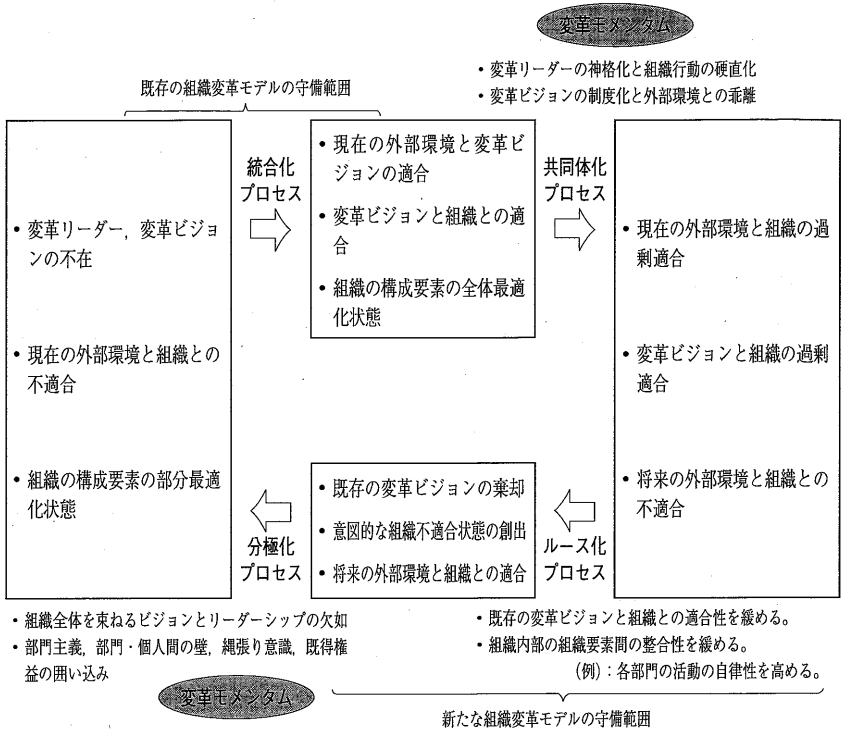 変革モメンタム
・変革リーダーの神格化と組織行動の硬直化
・変革ビジョンの制度化と外部環境との乖離
既存の組織変革モデルの守備範囲
・変革リーダー，変革ビジョ
ンの不在
・現在の外部環境と組織との
不適合
・組織の構成要素の部分最適
化状態
統合化
プロセス
・現在の外部環境と変革ビ
ジョンの適合
・変革ビジョンと組織との適
合
・組織の構成要素の全体最適
化状態
共同体化
プロセス
・現在の外部環境と組織の過
剰適合
・変革ビジョンと組織の過剰
適合
・将来の外部環境と組織との
不適合
ルース化
プロセス
・既存の変革ビジョンの棄却
・意図的な組織不適合状態の創出
・将来の外部環境と組織との適合
分極化
プロセス
・組織全体を束ねるビジョンとリーダーシップの欠如
・部門主義，部門・個人間の壁，縄張り意識，既得権
益の囲い込み
変革モメンタム
・既存の変革ビジョンと組織との適合性を緩める。
・組織内部の組織要素間の整合性を緩める。
（例）：各部門の活動の自律性を高める。
新たな組織変革モデルの守備範囲